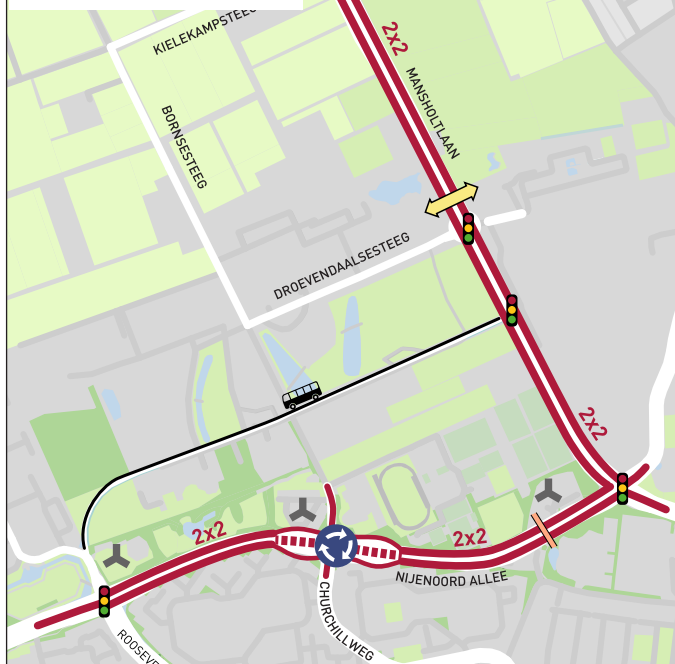 KIELEKAMPSTEEG
2x2
MANSHOLTLAAN
BORNSESTEEG
DROEVENDAALSESTEEG
2x2
2x2
2x2
NIJENOORD ALLEE
CHURCHILLWEG